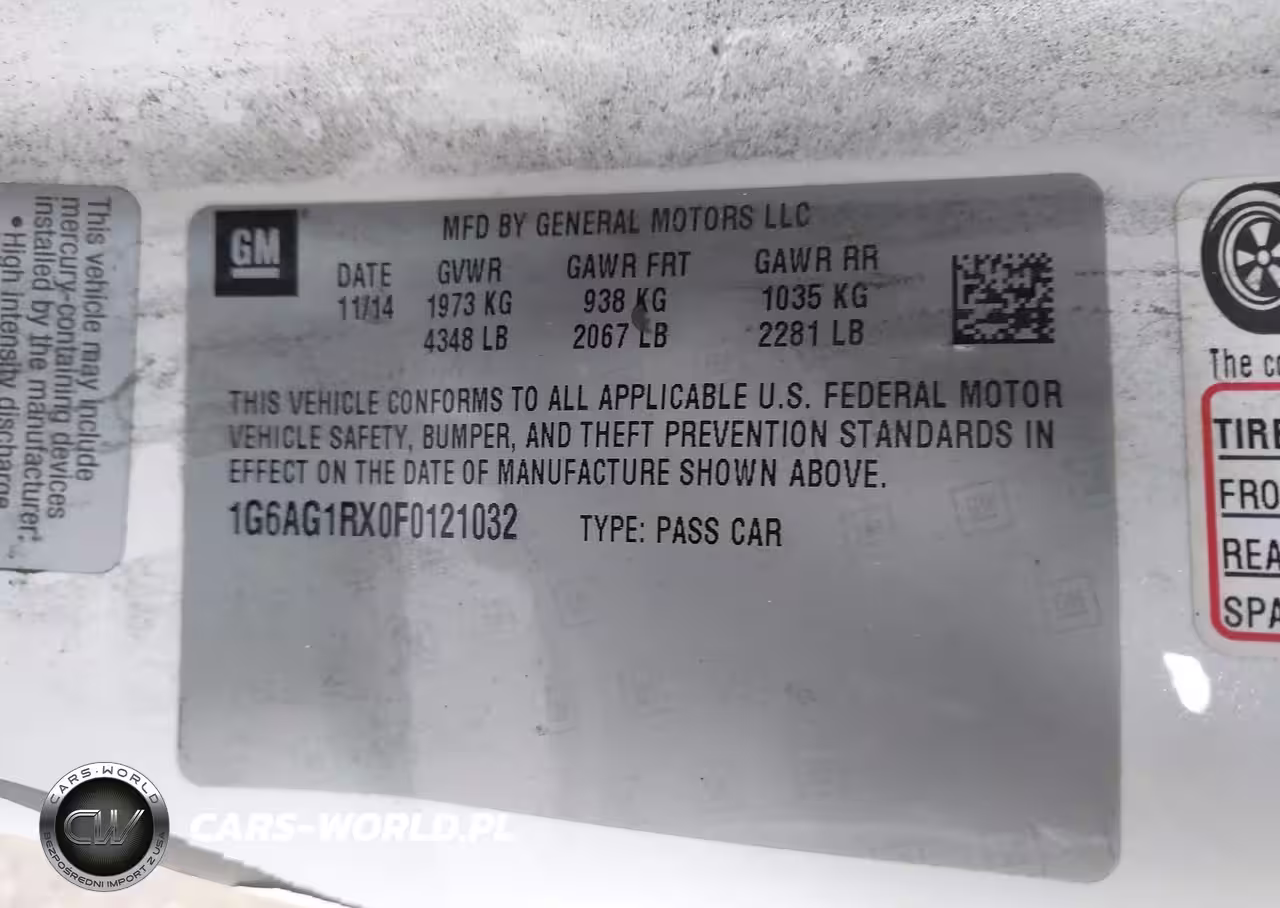 This vehicle may include
mercury-containing devices
installed by the manufacturer:
• High intensity discharge
GM
MFD BY GENERAL MOTORS LLC
DATE GVWR GAWR FRT GAWR RR
11/14 1973 KG 938 KG 1035 KG
4348 LB 2067 LB 2281 LB
THIS VEHICLE CONFORMS TO ALL APPLICABLE U.S. FEDERAL MOTOR
VEHICLE SAFETY, BUMPER, AND THEFT PREVENTION STANDARDS IN
EFFECT ON THE DATE OF MANUFACTURE SHOWN ABOVE.
1G6AG1RX0F0121032 TYPE: PASS CAR
The co
TIRE
FRO
REA
SPA
CARS-WORLD
CW
BEZPOŚREDNI IMPORT Z USA
CARS-WORLD.PL